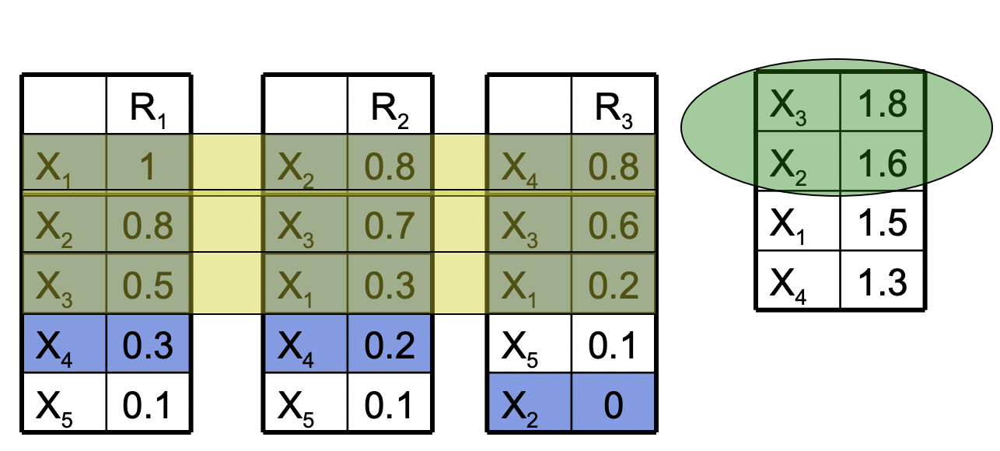 R₁ R₂ R₃
X₁ 1 X₂ 0.8 X₄ 0.8
X₂ 0.8 X₃ 0.7 X₃ 0.6
X₃ 0.5 X₁ 0.3 X₁ 0.2
X₄ 0.3 X₄ 0.2 X₅ 0.1
X₅ 0.1 X₅ 0.1 X₂ 0
X₃ 1.8
X₂ 1.6
X₁ 1.5
X₄ 1.3